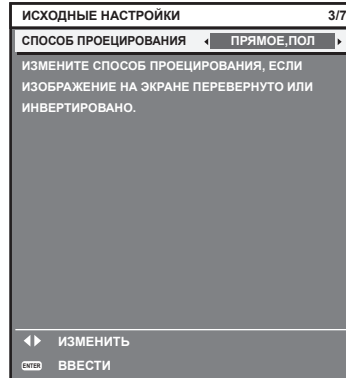 ИСХОДНЫЕ НАСТРОЙКИ 3/7
СПОСОБ ПРОЕЦИРОВАНИЯ ПРЯМОЕ,ПОЛ
ИЗМЕНИТЕ СПОСОБ ПРОЕЦИРОВАНИЯ, ЕСЛИ
ИЗОБРАЖЕНИЕ НА ЭКРАНЕ ПЕРЕВЕРНУТО ИЛИ
ИНВЕРТИРОВАНО.
ИЗМЕНИТЬ
ENTER ВВЕСТИ